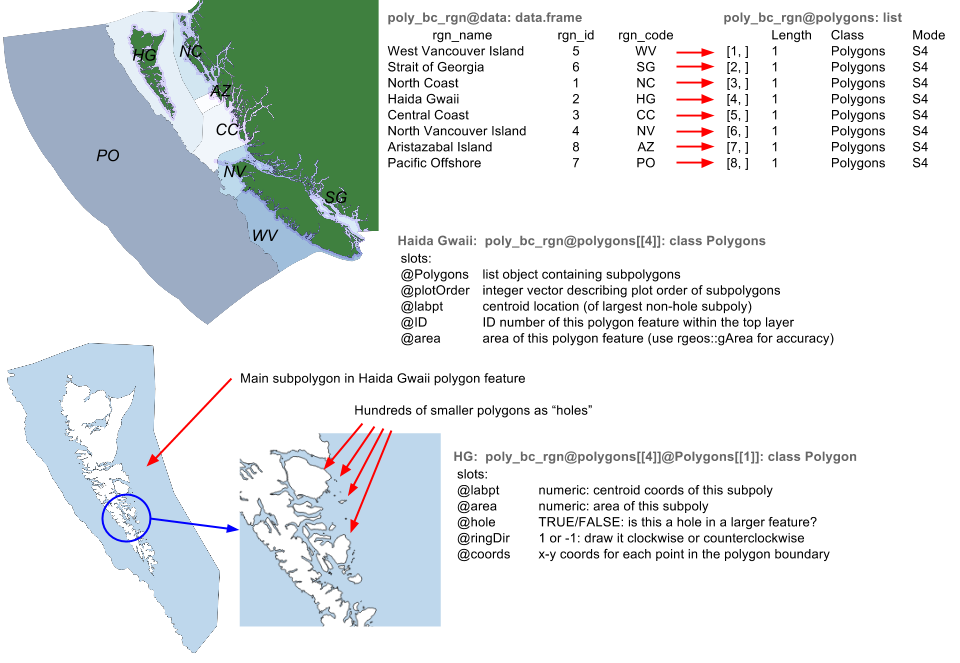 poly_bc_rgn@data: data.frame poly_bc_rgn@polygons: list
rgn_name rgn_id rgn_code Length Class Mode
West Vancouver Island 5 WV [1, ] 1 Polygons S4
Strait of Georgia 6 SG [2, ] 1 Polygons S4
North Coast 1 NC [3, ] 1 Polygons S4
Haida Gwaii 2 HG [4, ] 1 Polygons S4
Central Coast 3 CC [5, ] 1 Polygons S4
North Vancouver Island 4 NV [6, ] 1 Polygons S4
Aristazabal Island 8 AZ [7, ] 1 Polygons S4
Pacific Offshore 7 PO [8, ] 1 Polygons S4
HG
NC
AZ
CC
PO
NV
SG
WV
Haida Gwaii: poly_bc_rgn@polygons[[4]]: class Polygons
slots:
@Polygons list object containing subpolygons
@plotOrder integer vector describing plot order of subpolygons
@labpt centroid location (of largest non-hole subpoly)
@ID ID number of this polygon feature within the top layer
@area area of this polygon feature (use rgeos::gArea for accuracy)
Main subpolygon in Haida Gwaii polygon feature
Hundreds of smaller polygons as “holes”
HG: poly_bc_rgn@polygons[[4]]@Polygons[[1]]: class Polygon
slots:
@labpt numeric: centroid coords of this subpoly
@area numeric: area of this subpoly
@hole TRUE/FALSE: is this a hole in a larger feature?
@ringDir 1 or -1: draw it clockwise or counterclockwise
@coords x-y coords for each point in the polygon boundary